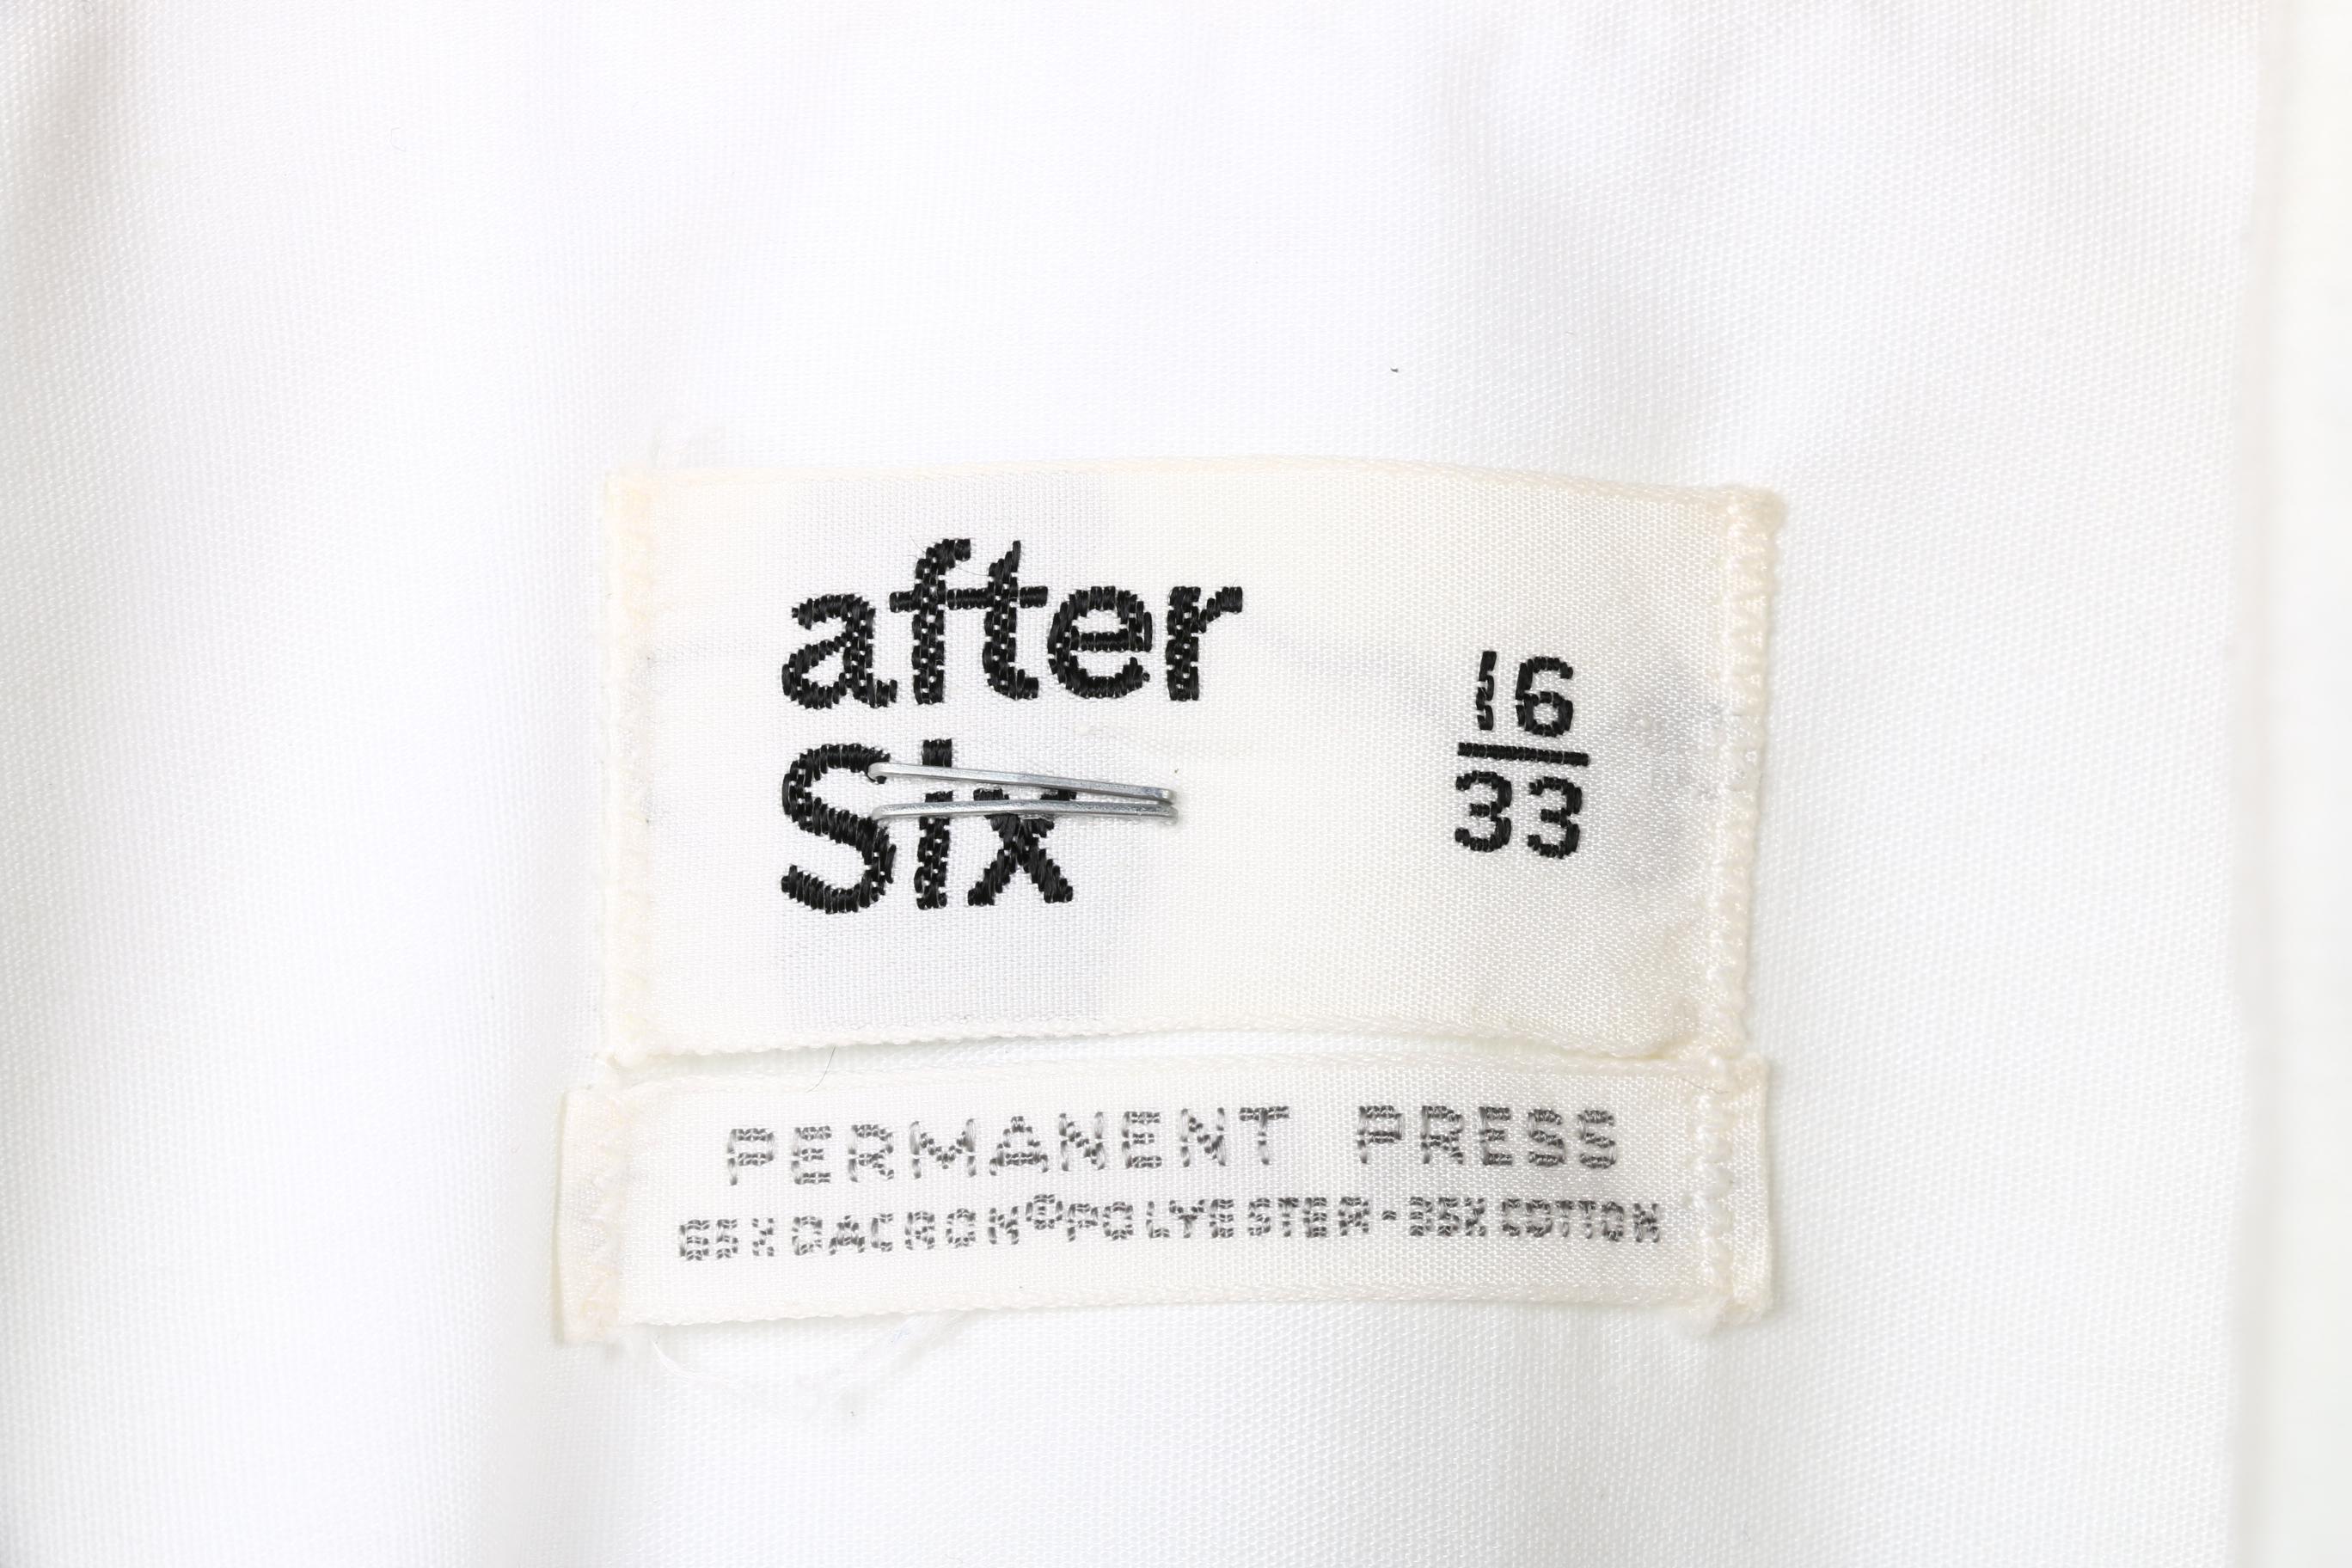 after
Six
16
33
PERMANENT PRESS
65% DACRON® POLYESTER · 35% COTTON